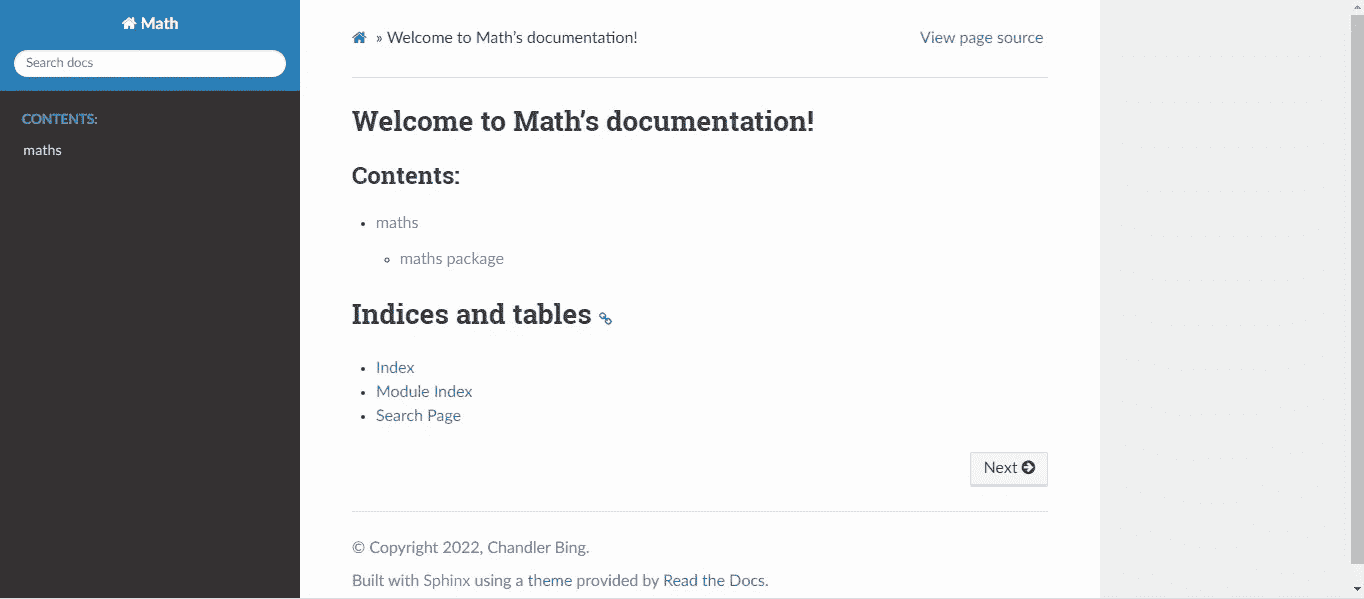 Math
Search docs
CONTENTS:
maths
» Welcome to Math’s documentation!
View page source
Welcome to Math’s documentation!
Contents:
maths
maths package
Indices and tables
Index
Module Index
Search Page
Next
© Copyright 2022, Chandler Bing.
Built with Sphinx using a theme provided by Read the Docs.